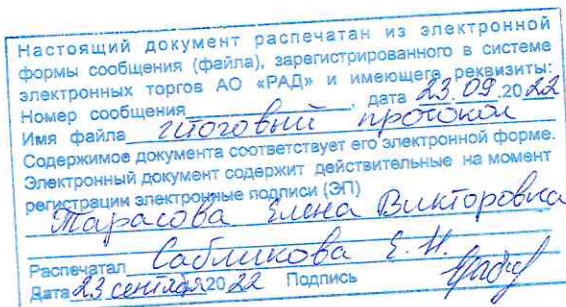 Настоящий документ распечатан из электронной
формы сообщения (файла), зарегистрированного в системе
электронных торгов АО «РАД» и имеющего реквизиты:
Номер сообщения , дата 23.09.2022
Имя файла итоговый протокол
Содержимое документа соответствует его электронной форме.
Электронный документ содержит действительные на момент
регистрации электронные подписи (ЭП)
Тарасова Елена Викторовна
Распечатал Сабликова Е. Н.
Дата 23 сентября 2022 Подпись